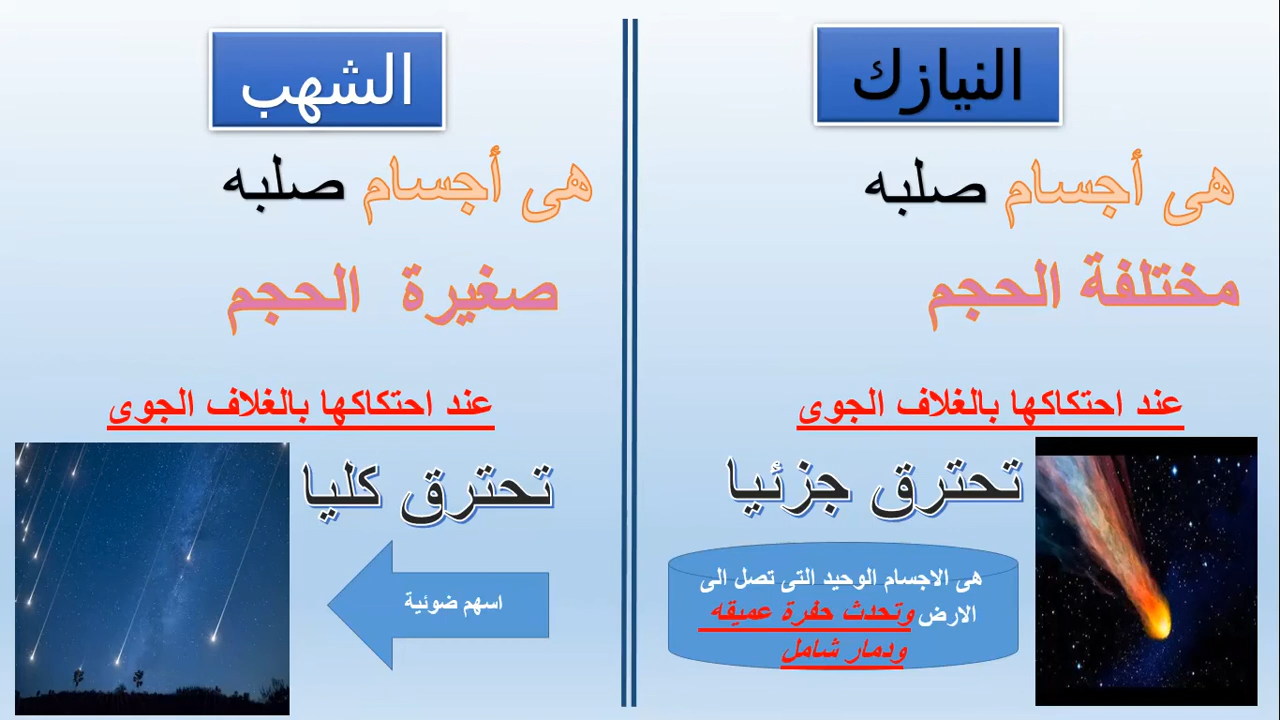 النيازك
هى أجسام صلبه
مختلفة الحجم
عند احتكاكها بالغلاف الجوى
تحترق جزئيا
هى الاجسام الوحيد التى تصل الى
الارض وتحدث حفرة عميقه
ودمار شامل
الشهب
هى أجسام صلبه
صغيرة الحجم
عند احتكاكها بالغلاف الجوى
تحترق كليا
اسهم ضوئية